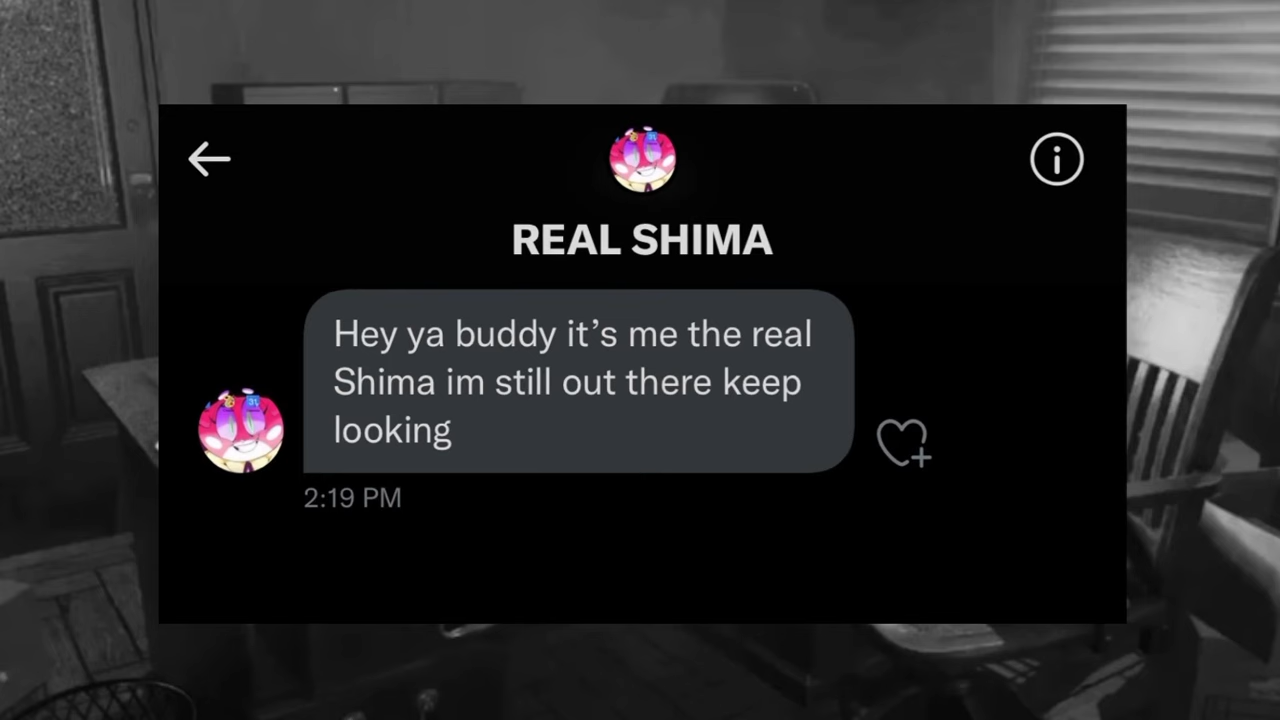 REAL SHIMA
Hey ya buddy it’s me the real
Shima im still out there keep
looking
2:19 PM